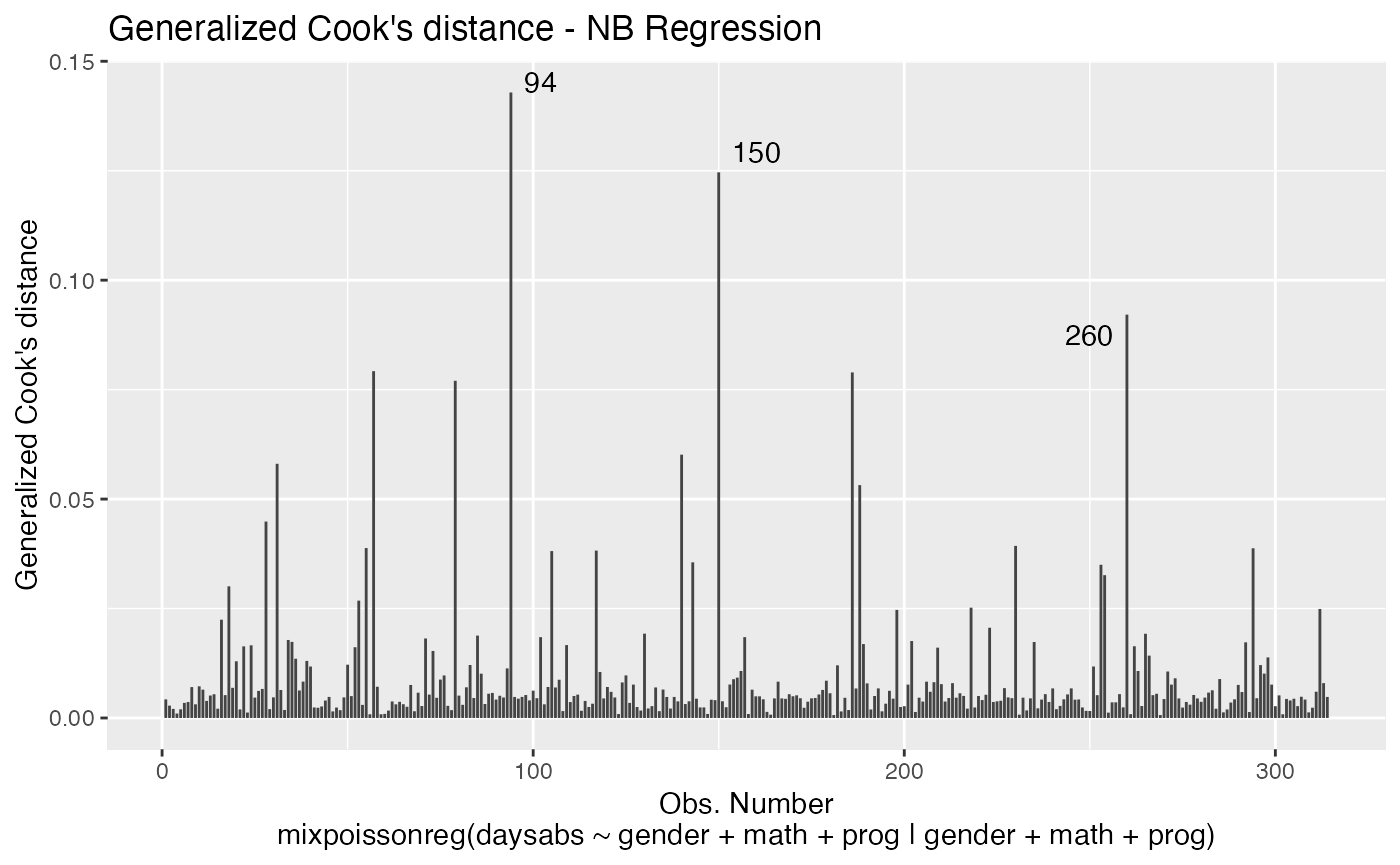 Generalized Cook's distance - NB Regression
0.15
94
150
0.10
260
0.05
0.00
Generalized Cook's distance
0 100 200 300
Obs. Number
mixpoissonreg(daysabs ~ gender + math + prog | gender + math + prog)